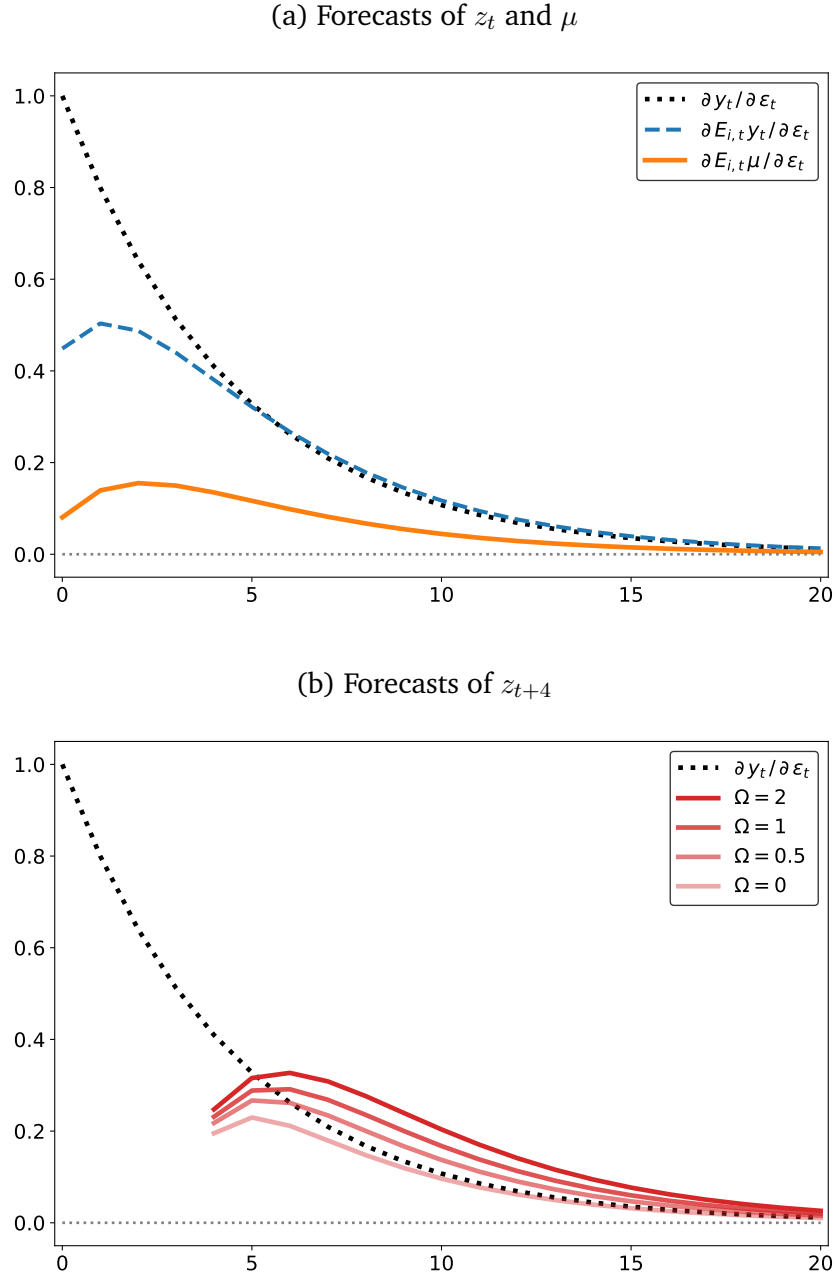 (a) Forecasts of z_t and μ
1.0
0.8
0.6
0.4
0.2
0.0
∂y_t/∂ε_t
∂E_{i,t}y_t/∂ε_t
∂E_{i,t}μ/∂ε_t
0 5 10 15 20
(b) Forecasts of z_{t+4}
1.0
0.8
0.6
0.4
0.2
0.0
∂y_t/∂ε_t
Ω = 2
Ω = 1
Ω = 0.5
Ω = 0
0 5 10 15 20